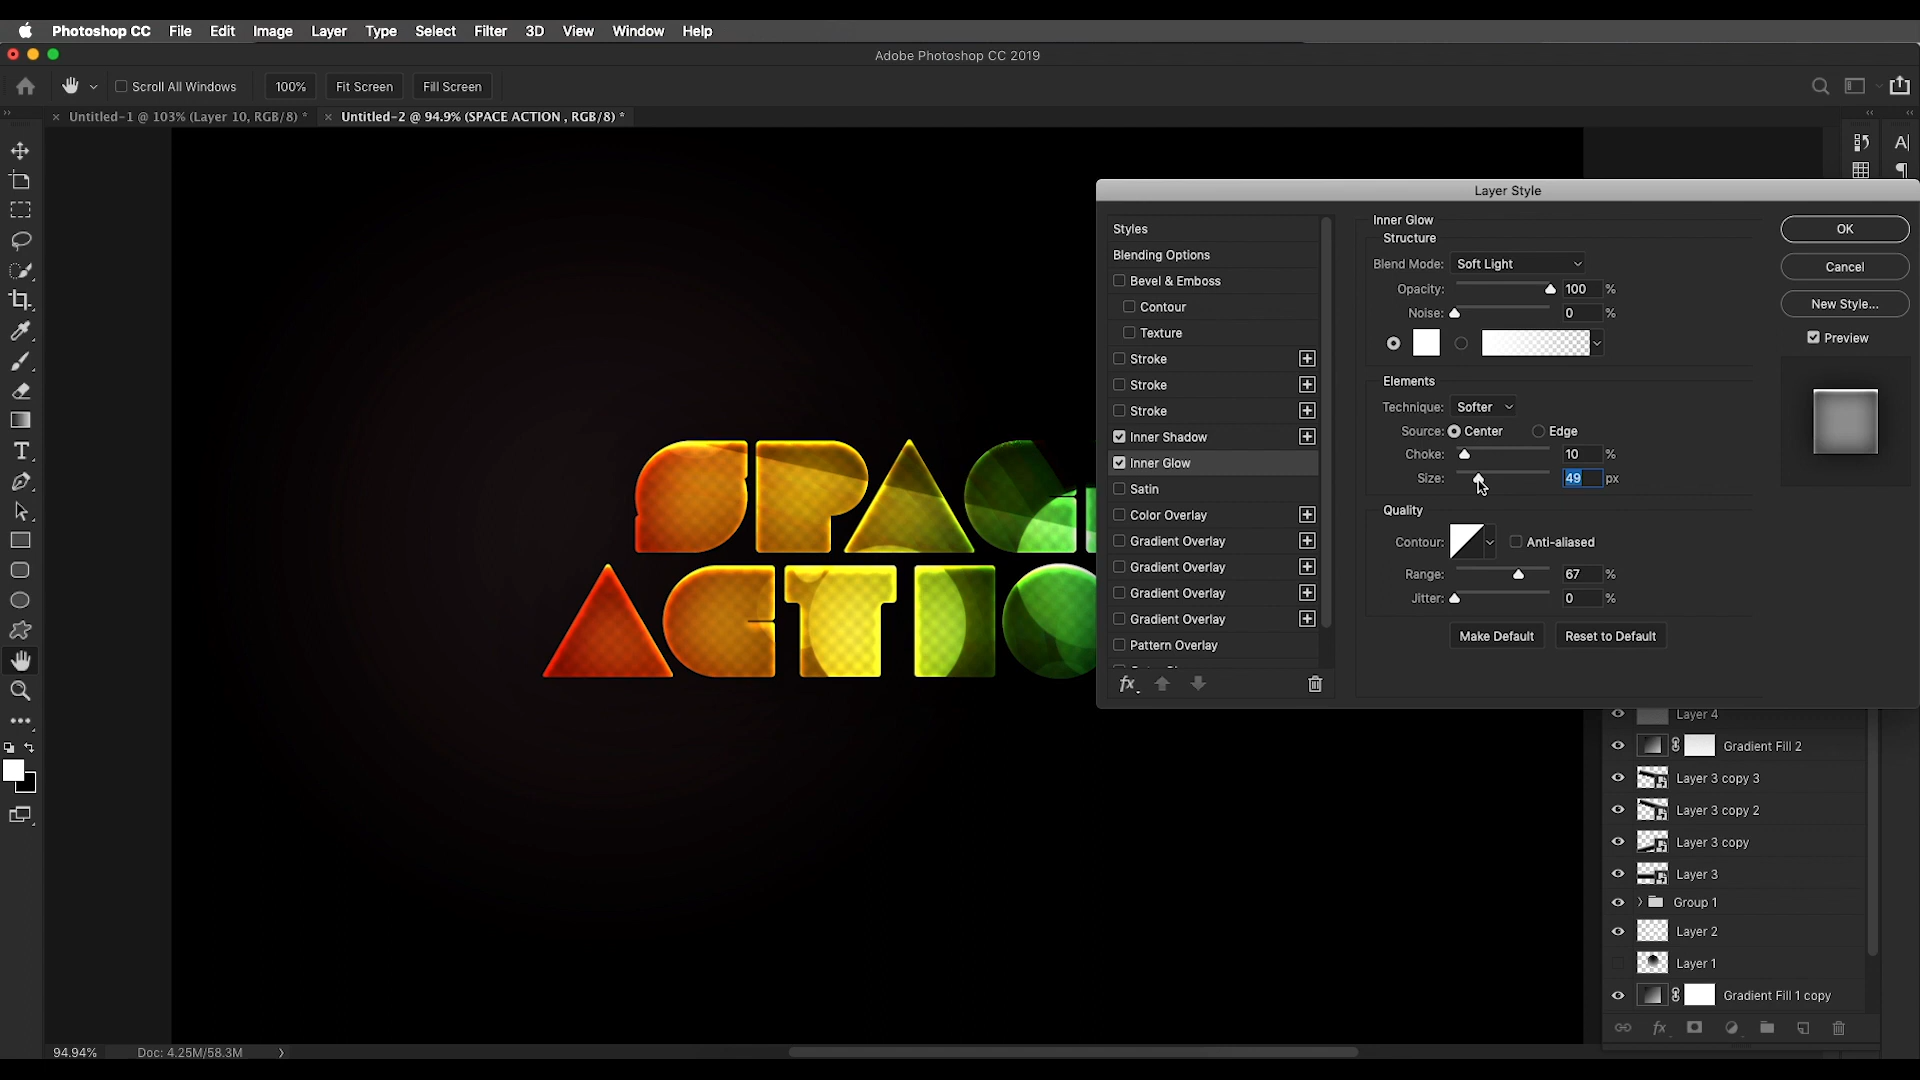 Photoshop CC File Edit Image Layer Type Select Filter 3D View Window Help
Adobe Photoshop CC 2019
Scroll All Windows 100% Fit Screen Fill Screen
× Untitled-1 @ 103% (Layer 10, RGB/8) * × Untitled-2 @ 94.9% (SPACE ACTION , RGB/8) *
Layer Style
Styles
Blending Options
Bevel & Emboss
Contour
Texture
Stroke
Stroke
Stroke
Inner Shadow
Inner Glow
Satin
Color Overlay
Gradient Overlay
Gradient Overlay
Gradient Overlay
Gradient Overlay
Pattern Overlay
fx
Inner Glow
Structure
Blend Mode: Soft Light
Opacity: 100 %
Noise: 0 %
Elements
Technique: Softer
Source: Center Edge
Choke: 10 %
Size: 49 px
Quality
Contour: Anti-aliased
Range: 67 %
Jitter: 0 %
Make Default Reset to Default
OK
Cancel
New Style...
Preview
SPACE
ACTIO
Layer 4
Gradient Fill 2
Layer 3 copy 3
Layer 3 copy 2
Layer 3 copy
Layer 3
Group 1
Layer 2
Layer 1
Gradient Fill 1 copy
fx
94.94% Doc: 4.25M/58.3M